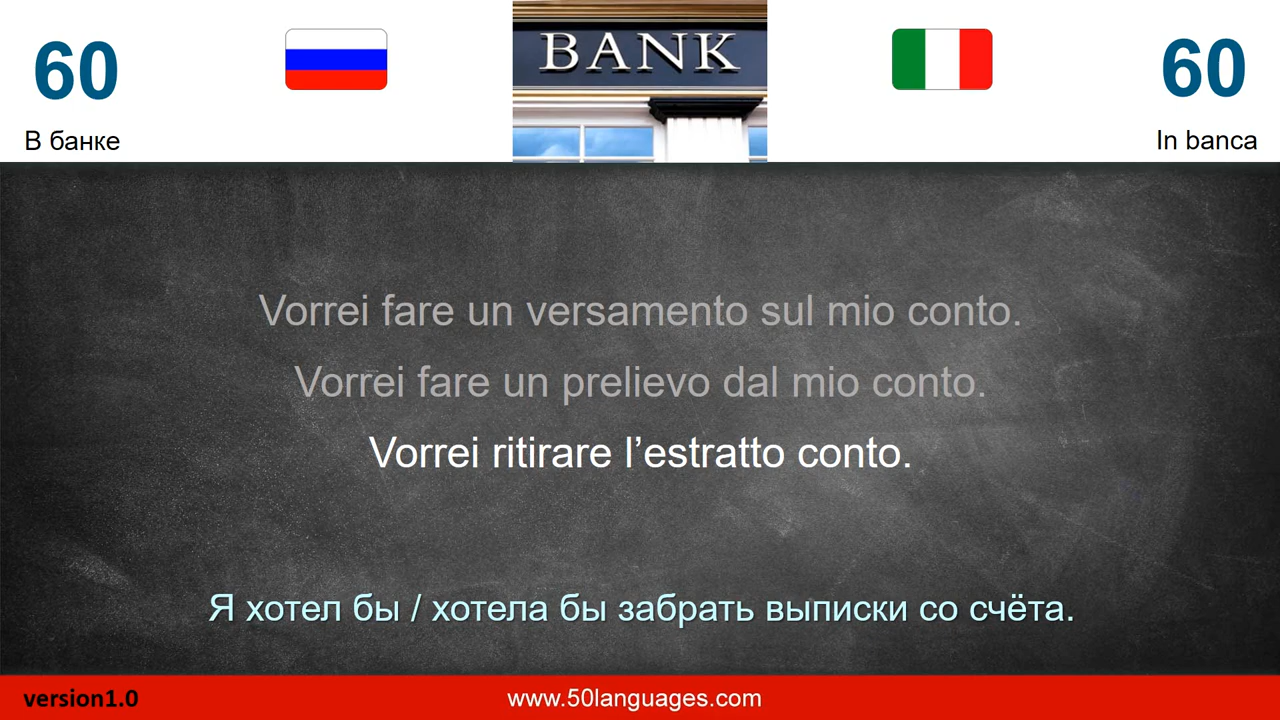 60
В банке
BANK
60
In banca
Vorrei fare un versamento sul mio conto.
Vorrei fare un prelievo dal mio conto.
Vorrei ritirare l’estratto conto.
Я хотел бы / хотела бы забрать выписки со счёта.
version1.0
www.50languages.com